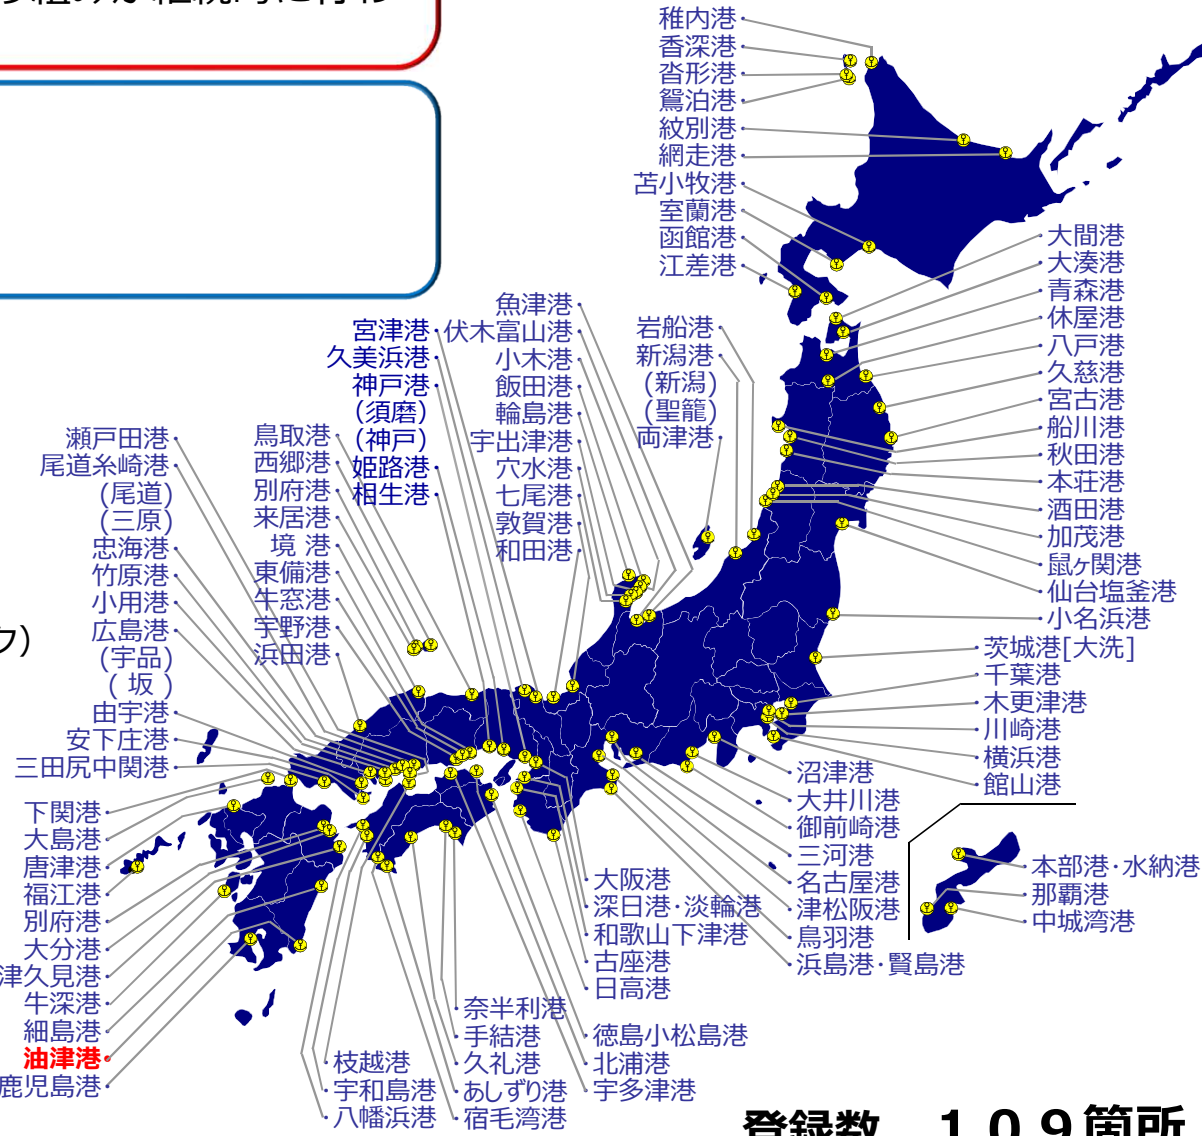 ク）
稚内港
香深港
沓形港
鴛泊港
紋別港
網走港
苫小牧港
室蘭港
函館港
江差港
大間港
大湊港
青森港
休屋港
八戸港
久慈港
宮古港
船川港
秋田港
本荘港
酒田港
加茂港
鼠ヶ関港
仙台塩釜港
小名浜港
茨城港[大洗]
千葉港
木更津港
川崎港
横浜港
館山港
岩船港
新潟港
(新潟)
(聖籠)
両津港
魚津港
伏木富山港
小木港
飯田港
輪島港
宇出津港
穴水港
七尾港
敦賀港
和田港
宮津港
久美浜港
神戸港
(須磨)
(神戸)
姫路港
相生港
鳥取港
西郷港
別府港
来居港
境 港
東備港
牛窓港
宇野港
浜田港
瀬戸田港
尾道糸崎港
(尾道)
(三原)
忠海港
竹原港
小用港
広島港
(宇品)
( 坂 )
由宇港
安下庄港
三田尻中関港
下関港
大島港
唐津港
福江港
別府港
大分港
津久見港
牛深港
細島港
油津港
鹿児島港
枝越港
宇和島港
八幡浜港
奈半利港
手結港
久礼港
あしずり港
宿毛湾港
徳島小松島港
北浦港
宇多津港
大阪港
深日港・淡輪港
和歌山下津港
古座港
日高港
沼津港
大井川港
御前崎港
三河港
名古屋港
津松阪港
鳥羽港
浜島港・賢島港
本部港・水納港
那覇港
中城湾港
登録数　１０９箇所